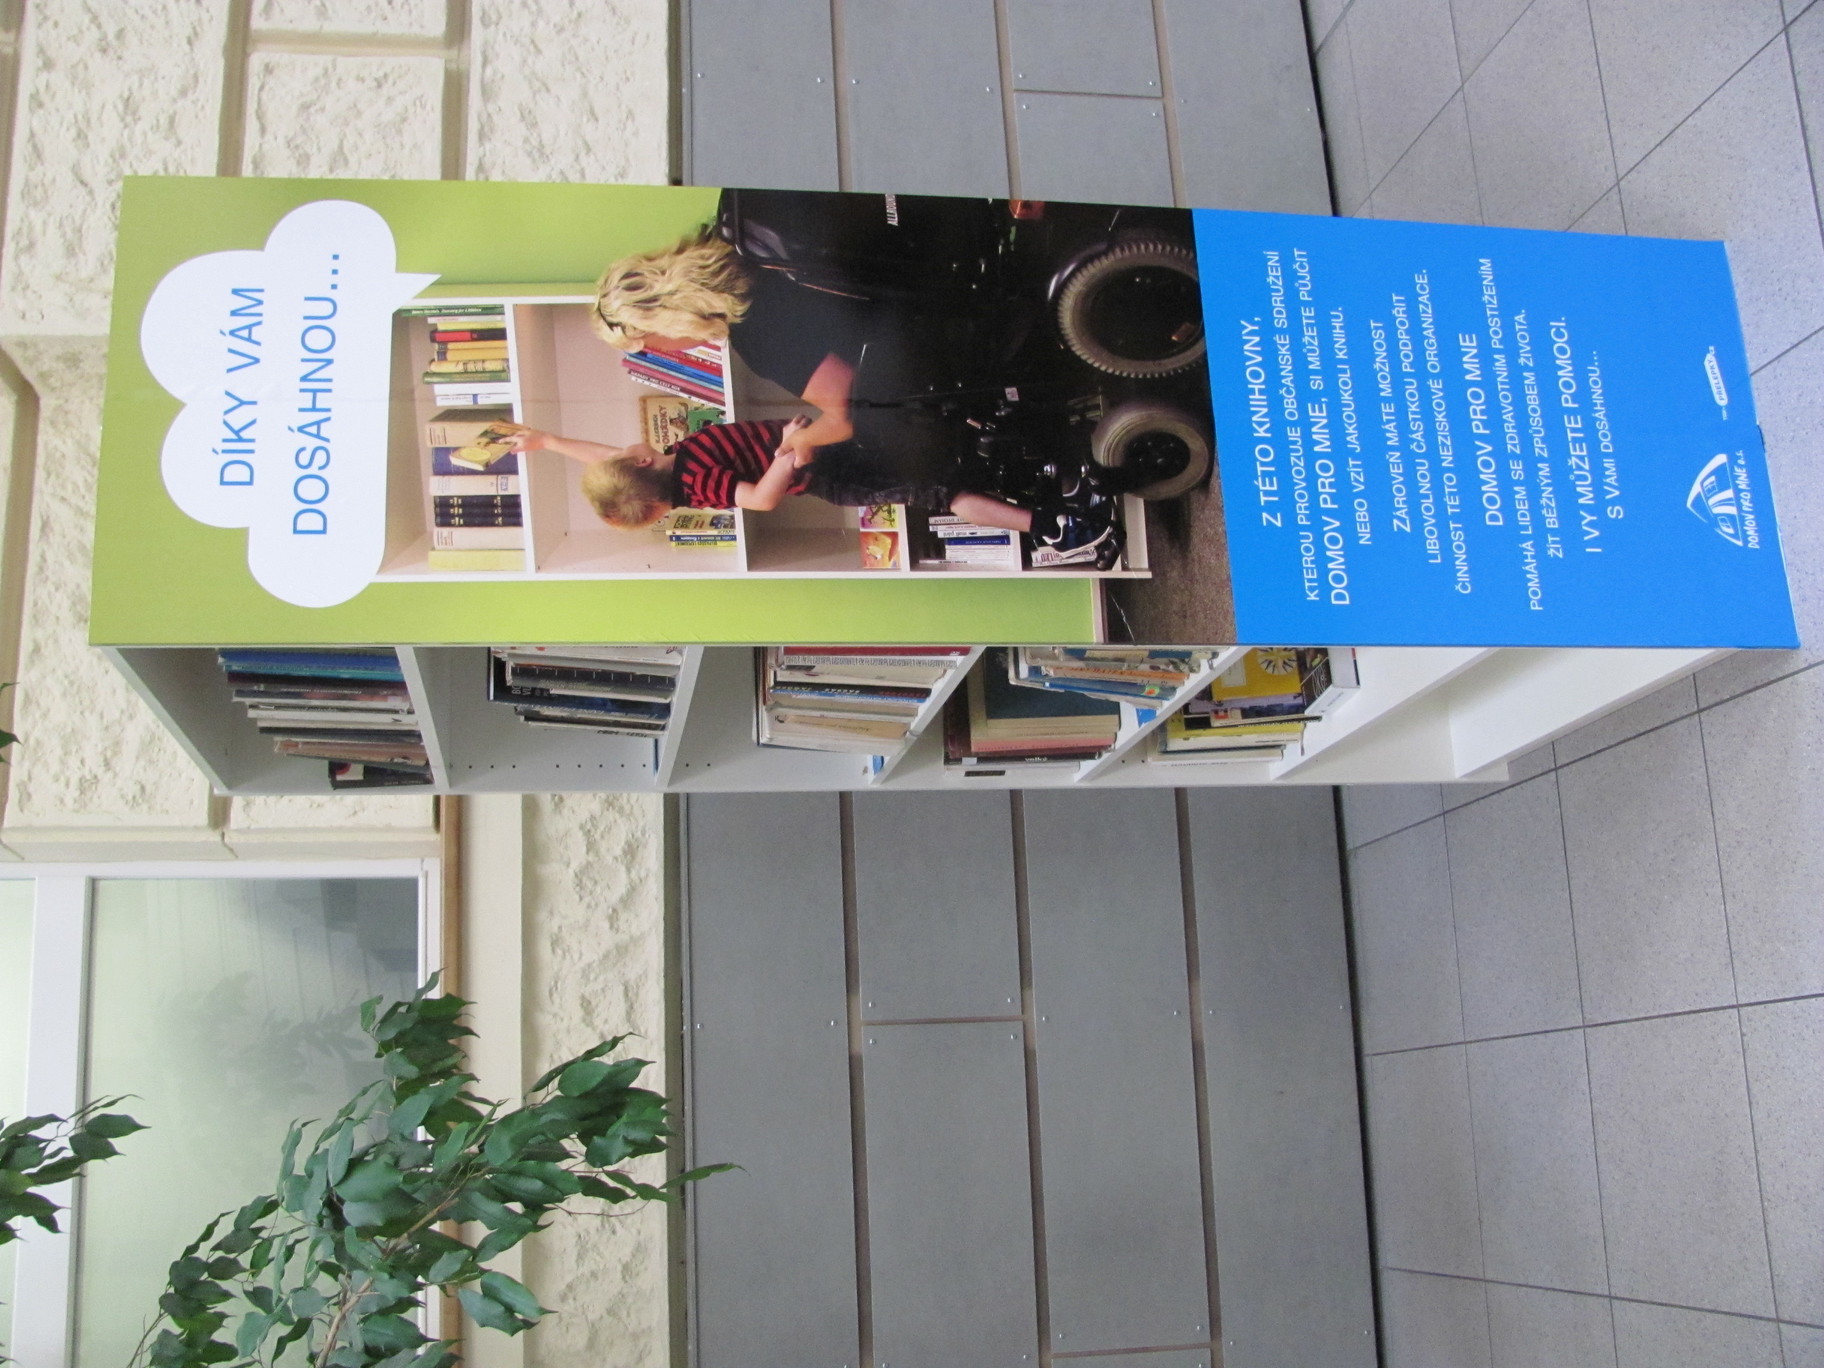 DÍKY VÁM
DOSÁHNOU...
ALLROUND
Z TÉTO KNIHOVNY,
KTEROU PROVOZUJE OBČANSKÉ SDRUŽENÍ
DOMOV PRO MNE, SI MŮŽETE PŮJČIT
NEBO VZÍT JAKOUKOLI KNIHU.
ZÁROVEŇ MÁTE MOŽNOST
LIBOVOLNOU ČÁSTKOU PODPOŘIT
ČINNOST TÉTO NEZISKOVÉ ORGANIZACE.
DOMOV PRO MNE
POMÁHÁ LIDEM SE ZDRAVOTNÍM POSTIŽENÍM
ŽÍT BĚŽNÝM ZPŮSOBEM ŽIVOTA.
I VY MŮŽETE POMOCI.
S VÁMI DOSÁHNOU...
DOMOV PRO MNE o.s.
PŘELEPKY.CZ